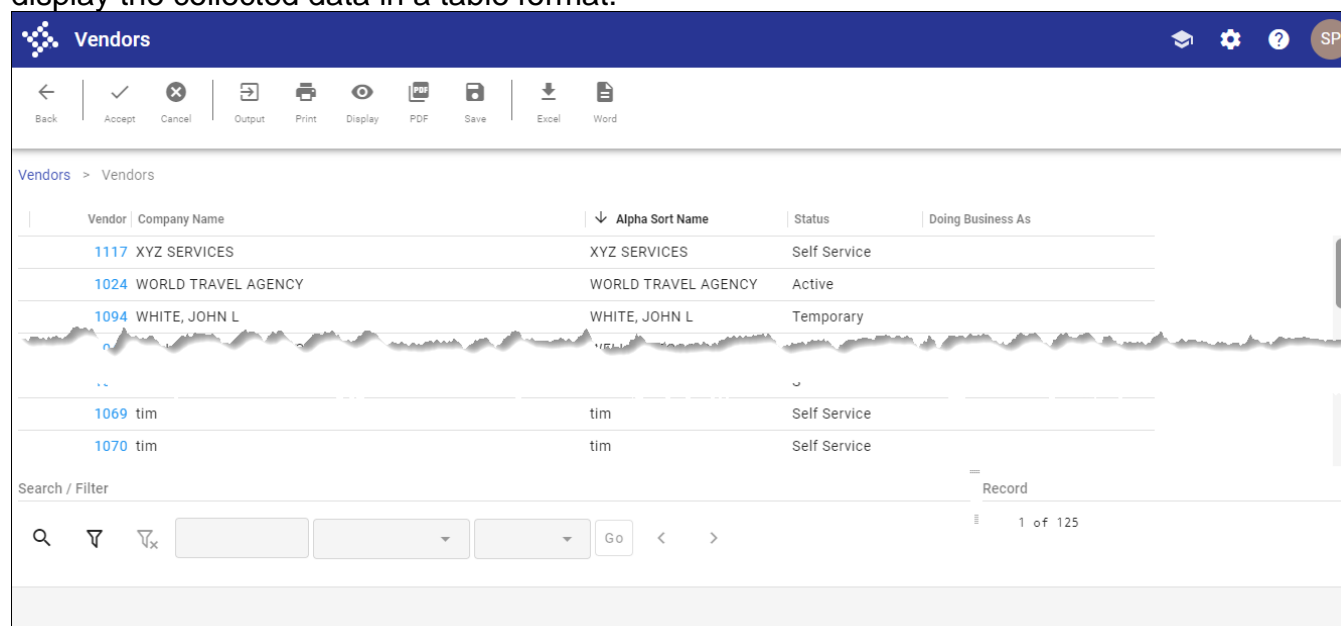 display the collected data in a table format.
Vendors
SP
Back Accept Cancel Output Print Display PDF Save Excel Word
Vendors > Vendors
Vendor Company Name Alpha Sort Name Status Doing Business As
1117 XYZ SERVICES XYZ SERVICES Self Service
1024 WORLD TRAVEL AGENCY WORLD TRAVEL AGENCY Active
1094 WHITE, JOHN L WHITE, JOHN L Temporary
1069 tim tim Self Service
1070 tim tim Self Service
Search / Filter Record
Go 1 of 125